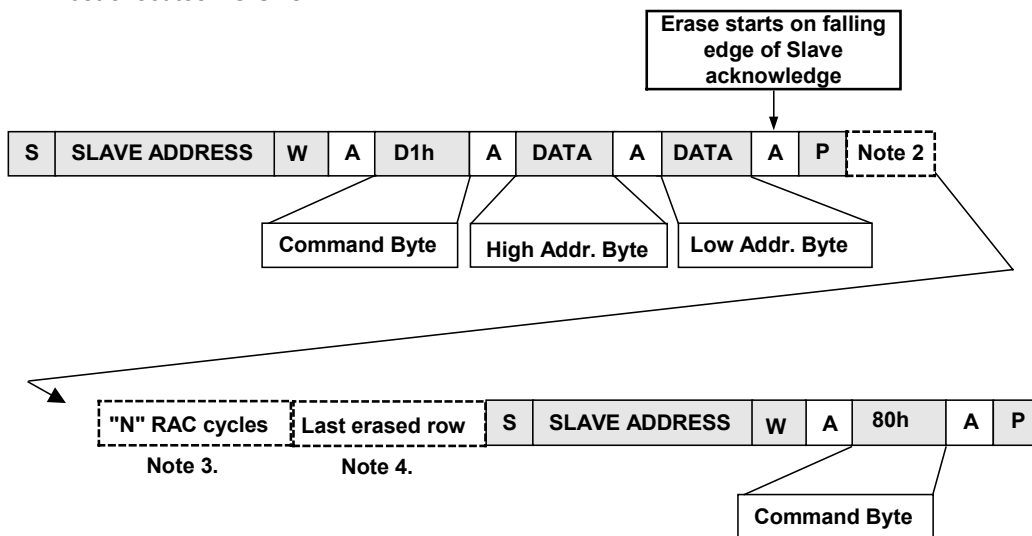 Erase starts on falling
edge of Slave
acknowledge
S SLAVE ADDRESS W A D1h A DATA A DATA A P Note 2
Command Byte High Addr. Byte Low Addr. Byte
"N" RAC cycles Last erased row S SLAVE ADDRESS W A 80h A P
Note 3. Note 4.
Command Byte